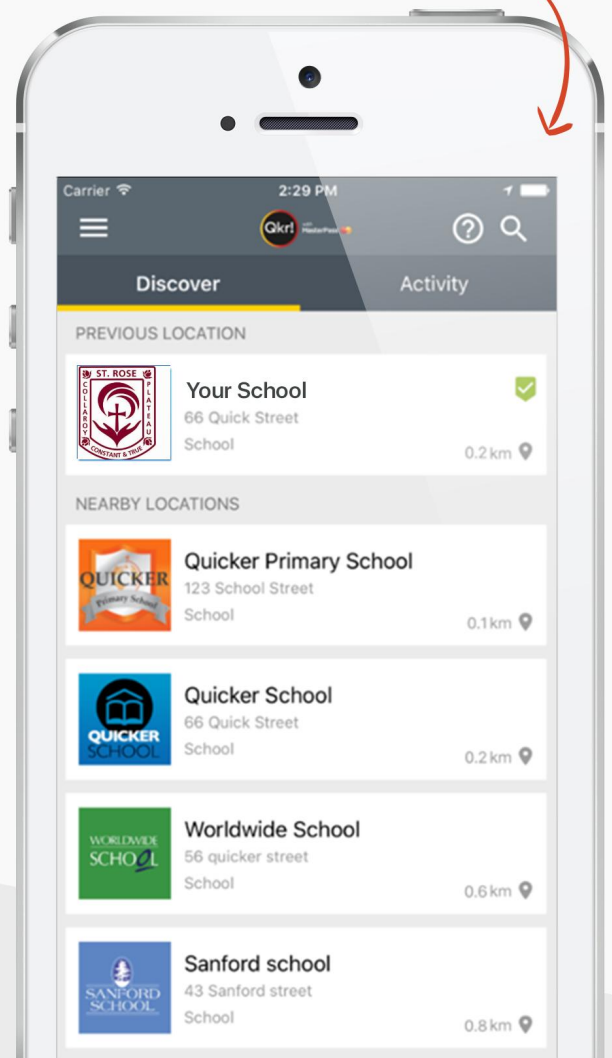 Carrier 2:29 PM
Qkr! with MasterPass
Discover Activity
PREVIOUS LOCATION
ST. ROSE
COLLAROY
PLATEAU
CONSTANT & TRUE
Your School
66 Quick Street
School
0.2 km
NEARBY LOCATIONS
QUICKER
Primary School
Quicker Primary School
123 School Street
School
0.1 km
QUICKER
SCHOOL
Quicker School
66 Quick Street
School
0.2 km
WORLDWIDE
SCHOOL
Worldwide School
56 quicker street
School
0.6 km
SANFORD
SCHOOL
Sanford school
43 Sanford street
School
0.8 km